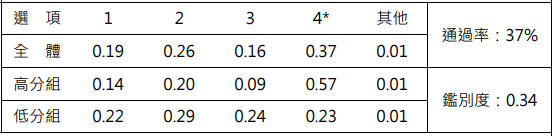 選 項 1 2 3 4* 其他 通過率：37%
全 體 0.19 0.26 0.16 0.37 0.01
高分組 0.14 0.20 0.09 0.57 0.01 鑑別度：0.34
低分組 0.22 0.29 0.24 0.23 0.01